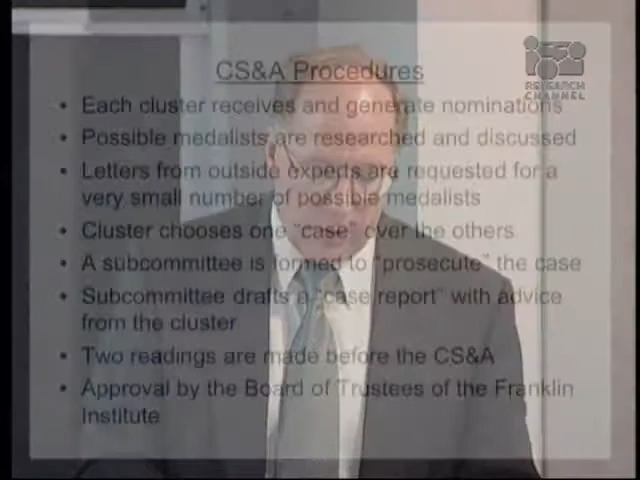 CS&A Procedures
RESEARCH
CHANNEL
• Each cluster receives and generate nominations
• Possible medalists are researched and discussed
• Letters from outside experts are requested for a
very small number of possible medalists
• Cluster chooses one "case" over the others
• A subcommittee is formed to "prosecute" the case
• Subcommittee drafts a "case report" with advice
from the cluster
• Two readings are made before the CS&A
• Approval by the Board of Trustees of the Franklin
Institute